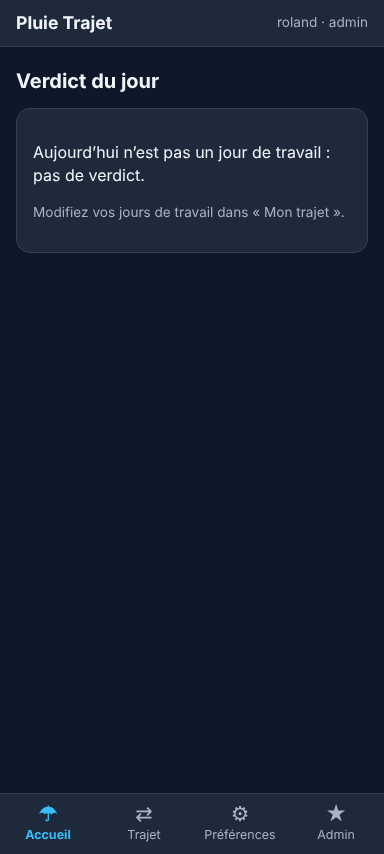 Pluie Trajet
roland · admin
Verdict du jour
Aujourd’hui n’est pas un jour de travail :
pas de verdict.
Modifiez vos jours de travail dans « Mon trajet ».
Accueil
Trajet
Préférences
Admin